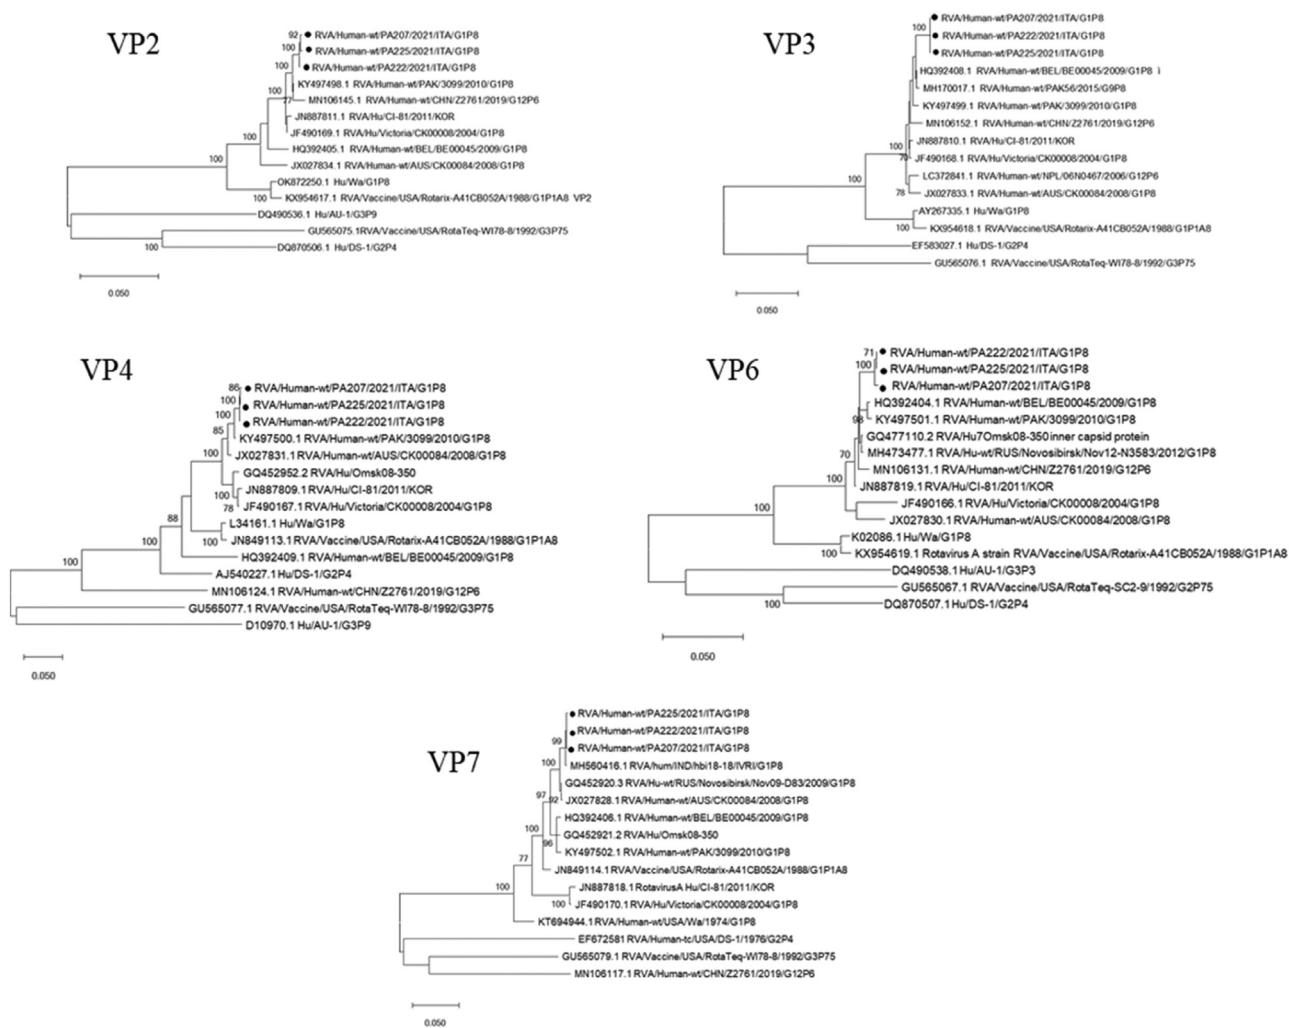 VP2
92
RVA/Human-wt/PA207/2021/ITA/G1P8
100
RVA/Human-wt/PA225/2021/ITA/G1P8
RVA/Human-wt/PA222/2021/ITA/G1P8
100
KY497498.1 RVA/Human-wt/PAK/3099/2010/G1P8
100
MN106145.1 RVA/Human-wt/CHN/Z2761/2019/G12P6
27
JN887811.1 RVA/Hu/CI-81/2011/KOR
JF490169.1 RVA/Hu/Victoria/CK00008/2004/G1P8
100
HQ392405.1 RVA/Human-wt/BEL/BE00045/2009/G1P8
100
JX027834.1 RVA/Human-wt/AUS/CK00084/2008/G1P8
OK872250.1 Hu/Wa/G1P8
100
KX954617.1 RVA/Vaccine/USA/Rotarix-A41CB052A/1988/G1P1A8 VP2
DQ490536.1 Hu/AU-1/G3P9
GU565075.1RVA/Vaccine/USA/RotaTeq-WI78-8/1992/G3P75
100
DQ870506.1 Hu/DS-1/G2P4
0.050
VP3
RVA/Human-wt/PA207/2021/ITA/G1P8
100
RVA/Human-wt/PA222/2021/ITA/G1P8
RVA/Human-wt/PA225/2021/ITA/G1P8
100
HQ392408.1 RVA/Human-wt/BEL/BE00045/2009/G1P8 )
MH170017.1 RVA/Human-wt/PAK56/2015/G9P8
KY497499.1 RVA/Human-wt/PAK/3099/2010/G1P8
MN106152.1 RVA/Human-wt/CHN/Z2761/2019/G12P6
JN887810.1 RVA/Hu/CI-81/2011/KOR
100
70
JF490168.1 RVA/Hu/Victoria/CK00008/2004/G1P8
LC372841.1 RVA/Human-wt/NPL/06N0467/2006/G12P6
100
78
JX027833.1 RVA/Human-wt/AUS/CK00084/2008/G1P8
AY267335.1 Hu/Wa/G1P8
100
KX954618.1 RVA/Vaccine/USA/Rotarix-A41CB052A/1988/G1P1A8
EF583027.1 Hu/DS-1/G2P4
GU565076.1 RVA/Vaccine/USA/RotaTeq-WI78-8/1992/G3P75
0.050
VP4
86
RVA/Human-wt/PA207/2021/ITA/G1P8
100
RVA/Human-wt/PA225/2021/ITA/G1P8
100
RVA/Human-wt/PA222/2021/ITA/G1P8
85
KY497500.1 RVA/Human-wt/PAK/3099/2010/G1P8
100
JX027831.1 RVA/Human-wt/AUS/CK00084/2008/G1P8
GQ452952.2 RVA/Hu/Omsk08-350
JN887809.1 RVA/Hu/CI-81/2011/KOR
100
78
JF490167.1 RVA/Hu/Victoria/CK00008/2004/G1P8
88
L34161.1 Hu/Wa/G1P8
100
100
JN849113.1 RVA/Vaccine/USA/Rotarix-A41CB052A/1988/G1P1A8
HQ392409.1 RVA/Human-wt/BEL/BE00045/2009/G1P8
100
AJ540227.1 Hu/DS-1/G2P4
MN106124.1 RVA/Human-wt/CHN/Z2761/2019/G12P6
GU565077.1 RVA/Vaccine/USA/RotaTeq-WI78-8/1992/G3P75
D10970.1 Hu/AU-1/G3P9
0.050
VP6
71
RVA/Human-wt/PA222/2021/ITA/G1P8
100
RVA/Human-wt/PA225/2021/ITA/G1P8
RVA/Human-wt/PA207/2021/ITA/G1P8
HQ392404.1 RVA/Human-wt/BEL/BE00045/2009/G1P8
98
KY497501.1 RVA/Human-wt/PAK/3099/2010/G1P8
GQ477110.2 RVA/Hu7Omsk08-350inner capsid protein
70
MH473477.1 RVA/Hu-wt/RUS/Novosibirsk/Nov12-N3583/2012/G1P8
MN106131.1 RVA/Human-wt/CHN/Z2761/2019/G12P6
100
JN887819.1 RVA/Hu/CI-81/2011/KOR
JF490166.1 RVA/Hu/Victoria/CK00008/2004/G1P8
100
JX027830.1 RVA/Human-wt/AUS/CK00084/2008/G1P8
K02086.1 Hu/Wa/G1P8
100
KX954619.1 Rotavirus A strain RVA/Vaccine/USA/Rotarix-A41CB052A/1988/G1P1A8
DQ490538.1 Hu/AU-1/G3P3
GU565067.1 RVA/Vaccine/USA/RotaTeq-SC2-9/1992/G2P75
100
DQ870507.1 Hu/DS-1/G2P4
0.050
VP7
RVA/Human-wt/PA225/2021/ITA/G1P8
RVA/Human-wt/PA222/2021/ITA/G1P8
99
RVA/Human-wt/PA207/2021/ITA/G1P8
100
MH560416.1 RVA/hum/IND/hbi18-18/IVRI/G1P8
GQ452920.3 RVA/Hu-wt/RUS/Novosibirsk/Nov09-D83/2009/G1P8
97
92
JX027828.1 RVA/Human-wt/AUS/CK00084/2008/G1P8
HQ392406.1 RVA/Human-wt/BEL/BE00045/2009/G1P8
100
GQ452921.2 RVA/Hu/Omsk08-350
96
KY497502.1 RVA/Human-wt/PAK/3099/2010/G1P8
77
JN849114.1 RVA/Vaccine/USA/Rotarix-A41CB052A/1988/G1P1A8
100
JN887818.1 RotavirusA Hu/CI-81/2011/KOR
100
JF490170.1 RVA/Hu/Victoria/CK00008/2004/G1P8
KT694944.1 RVA/Human-wt/USA/Wa/1974/G1P8
EF672581 RVA/Human-tc/USA/DS-1/1976/G2P4
GU565079.1 RVA/Vaccine/USA/RotaTeq-WI78-8/1992/G3P75
MN106117.1 RVA/Human-wt/CHN/Z2761/2019/G12P6
0.050